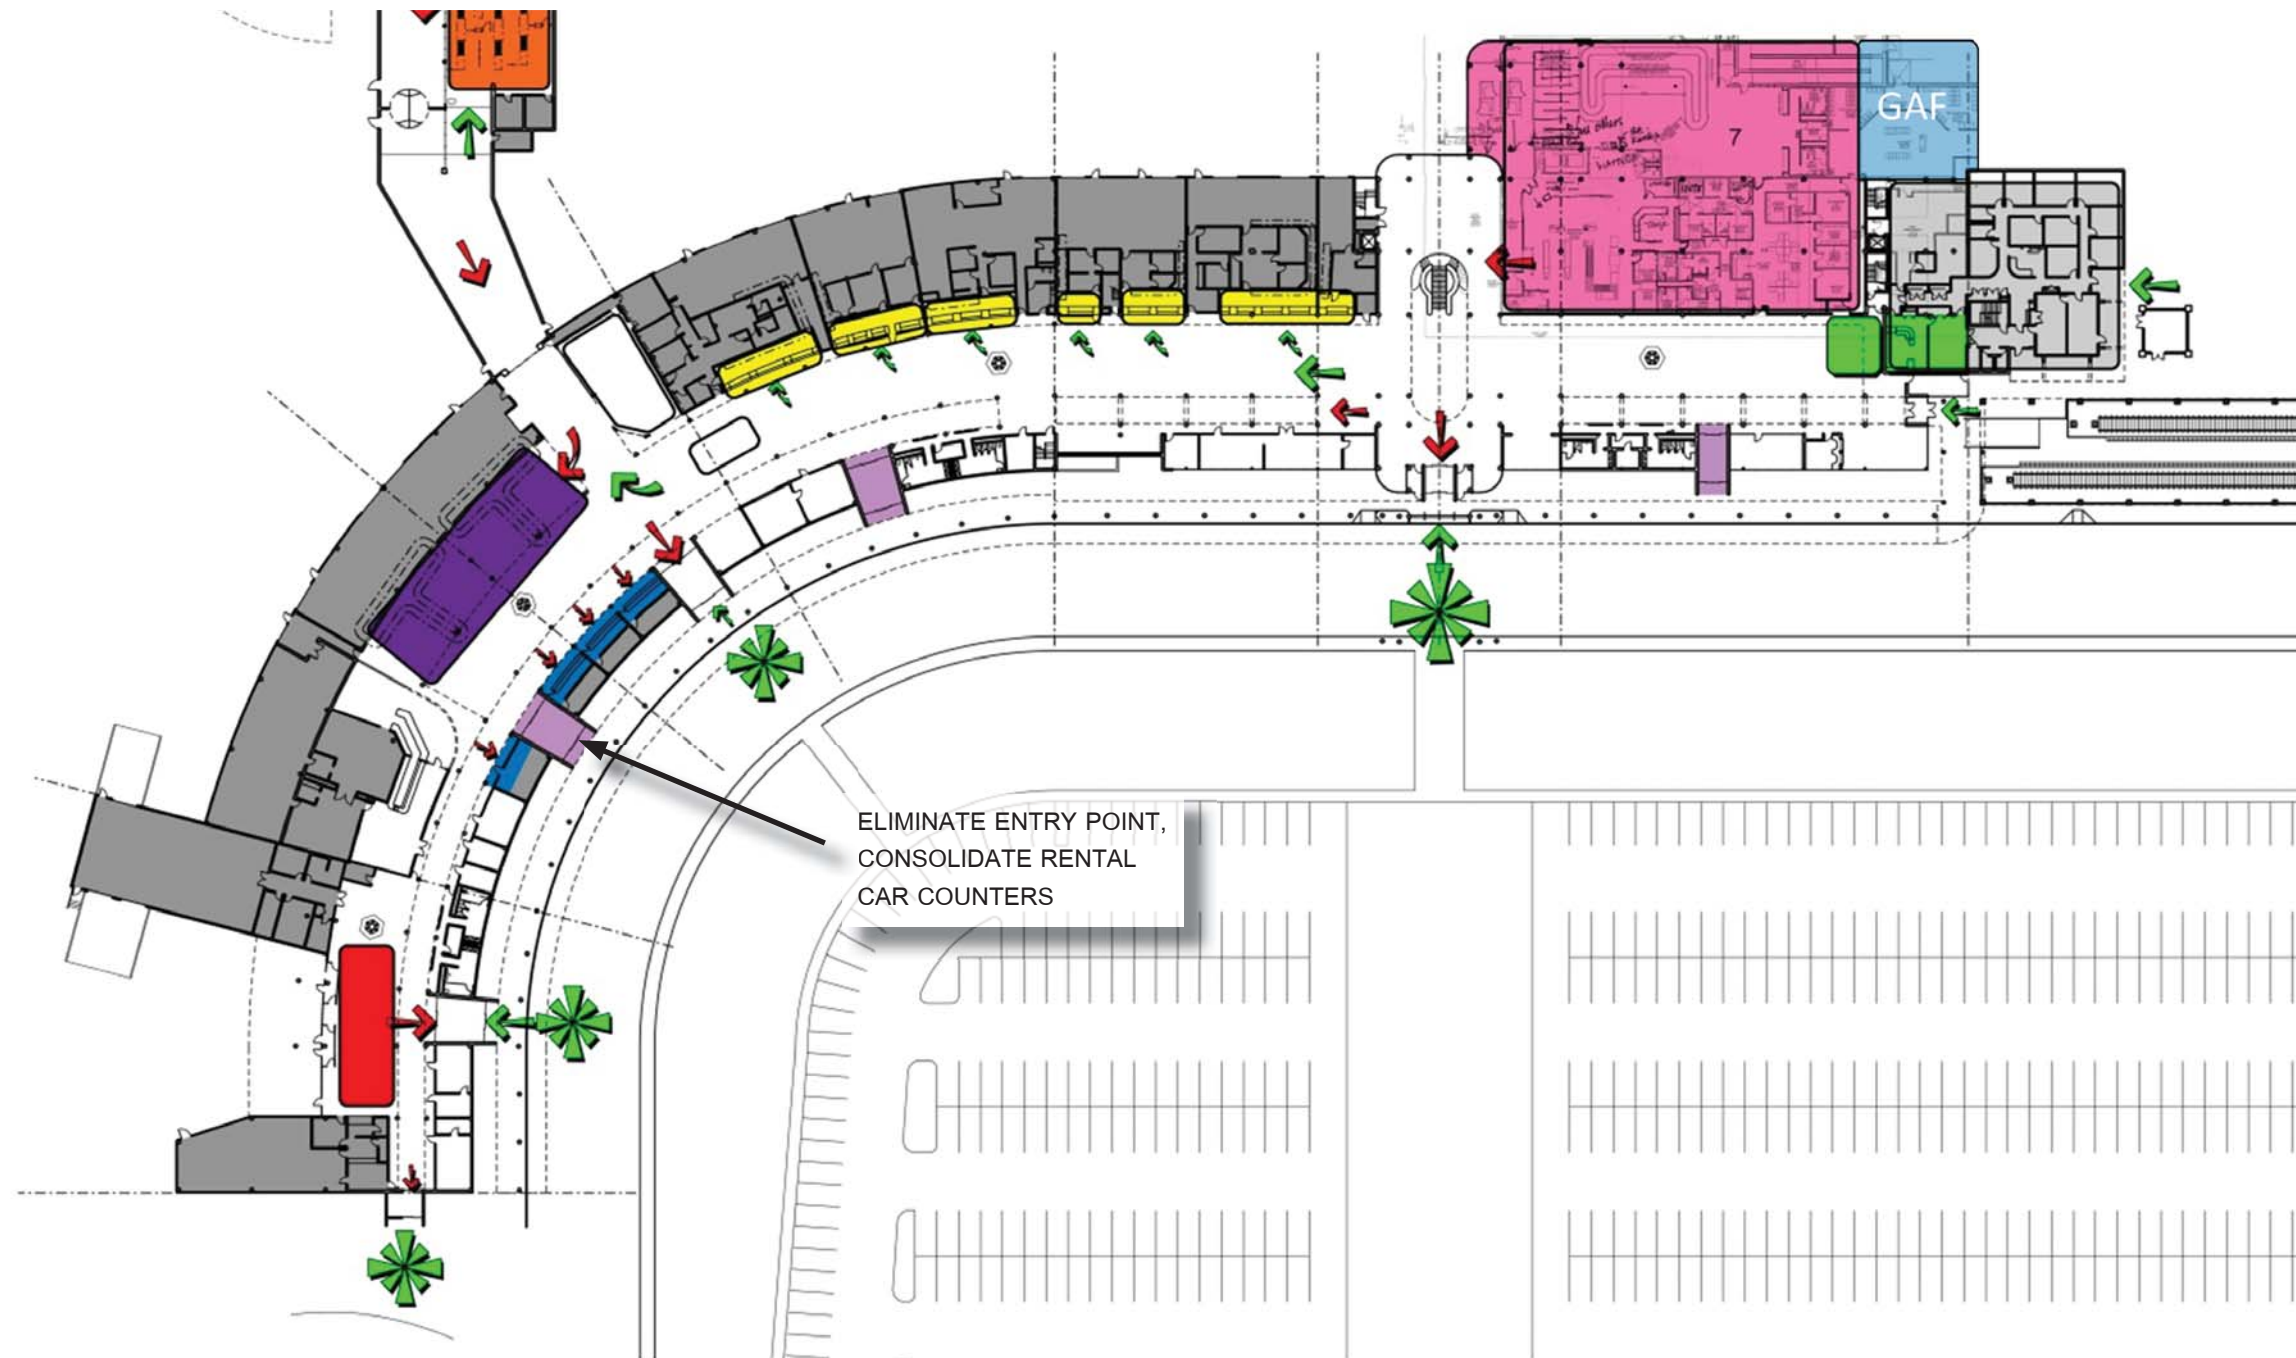 GAF
7
ELIMINATE ENTRY POINT,
CONSOLIDATE RENTAL
CAR COUNTERS